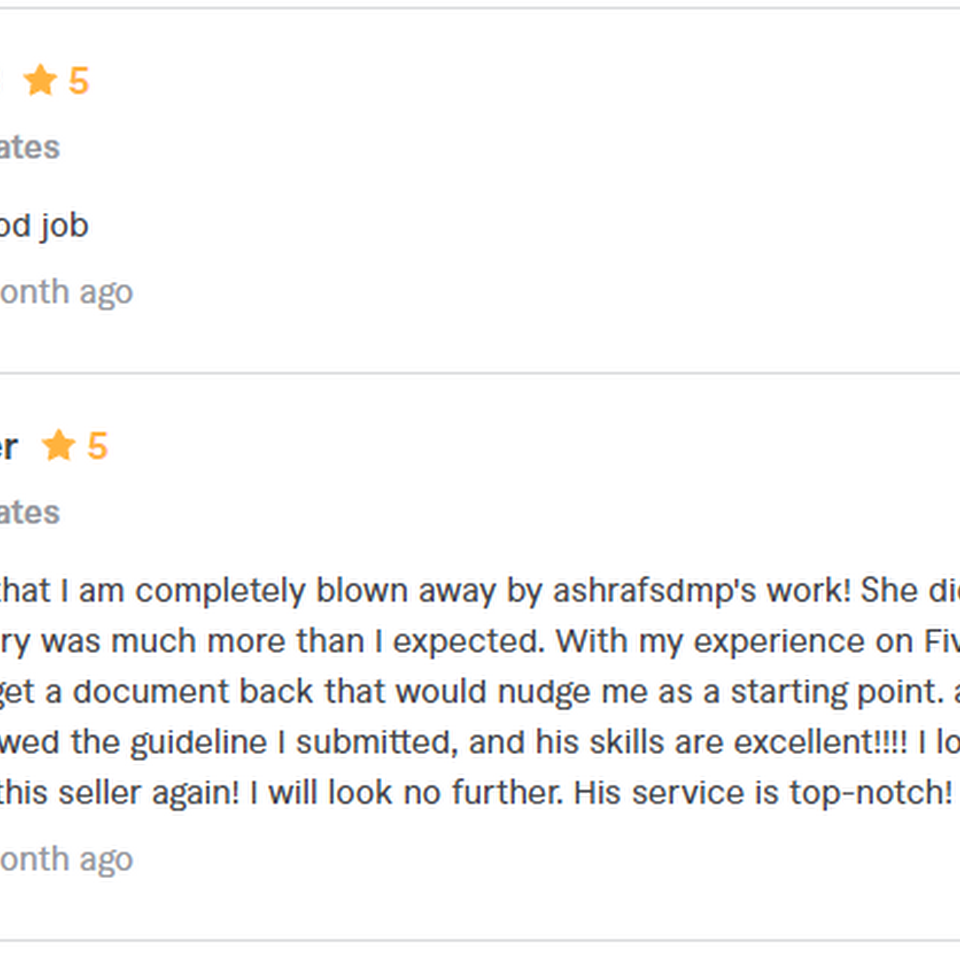 5
ates
od job
onth ago
er 5
ates
that I am completely blown away by ashrafsdmp's work! She did
ry was much more than I expected. With my experience on Fiv
get a document back that would nudge me as a starting point. a
wed the guideline I submitted, and his skills are excellent!!!! I lo
this seller again! I will look no further. His service is top-notch!
onth ago